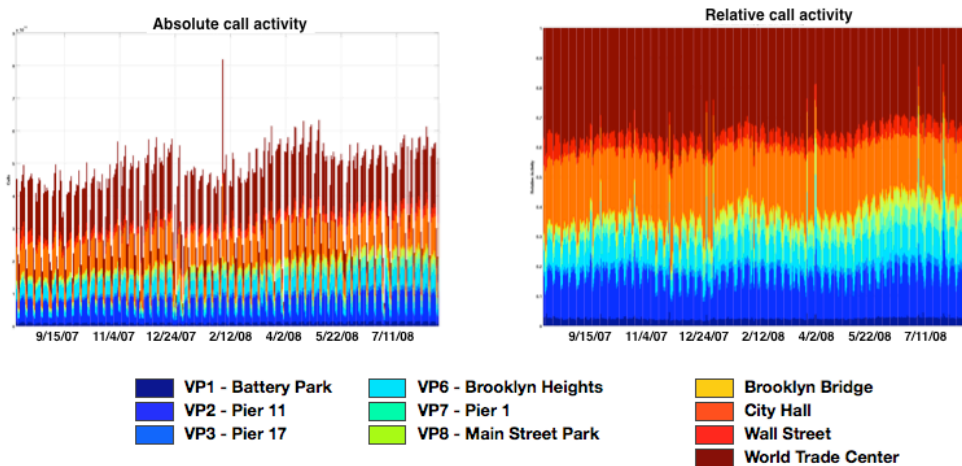 Absolute call activity
Relative call activity
9/15/07 11/4/07 12/24/07 2/12/08 4/2/08 5/22/08 7/11/08
9/15/07 11/4/07 12/24/07 2/12/08 4/2/08 5/22/08 7/11/08
VP1 - Battery Park
VP2 - Pier 11
VP3 - Pier 17
VP6 - Brooklyn Heights
VP7 - Pier 1
VP8 - Main Street Park
Brooklyn Bridge
City Hall
Wall Street
World Trade Center